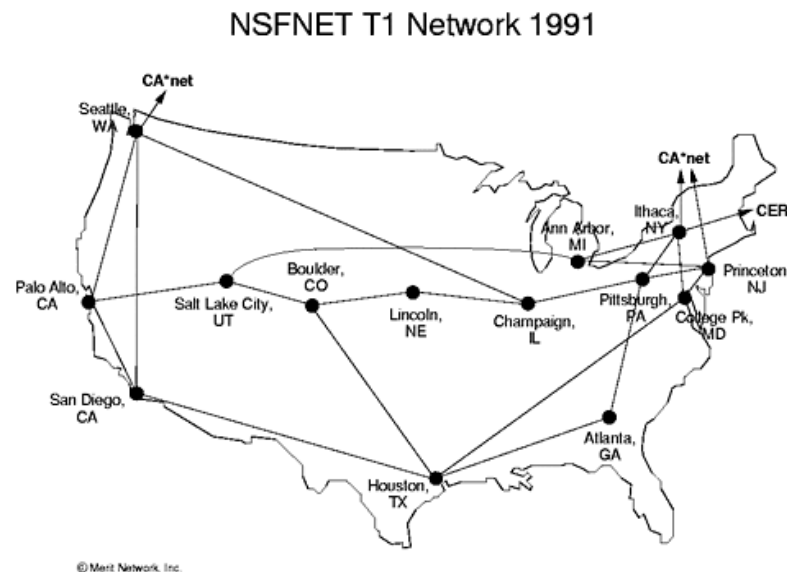 NSFNET T1 Network 1991
CA*net
Seattle,
WA
CA*net
Ithaca,
NY
CER
Ann Arbor,
MI
Boulder,
CO
Princeton
NJ
Palo Alto,
CA
Salt Lake City,
UT
Lincoln,
NE
Champaign,
IL
Pittsburgh,
PA
College Pk,
MD
San Diego,
CA
Atlanta,
GA
Houston,
TX
© Merit Network, Inc.